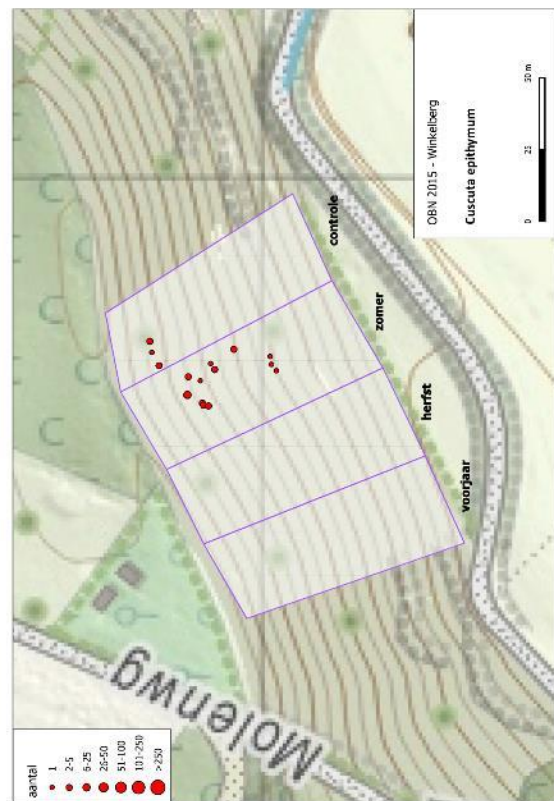 OBN 2015 - Winkelberg
Cuscuta epithymum
0 25 50 m
controle
zomer
herfst
voorjaar
Molenwg
aantal
1
2-5
6-25
26-50
51-100
101-250
>250